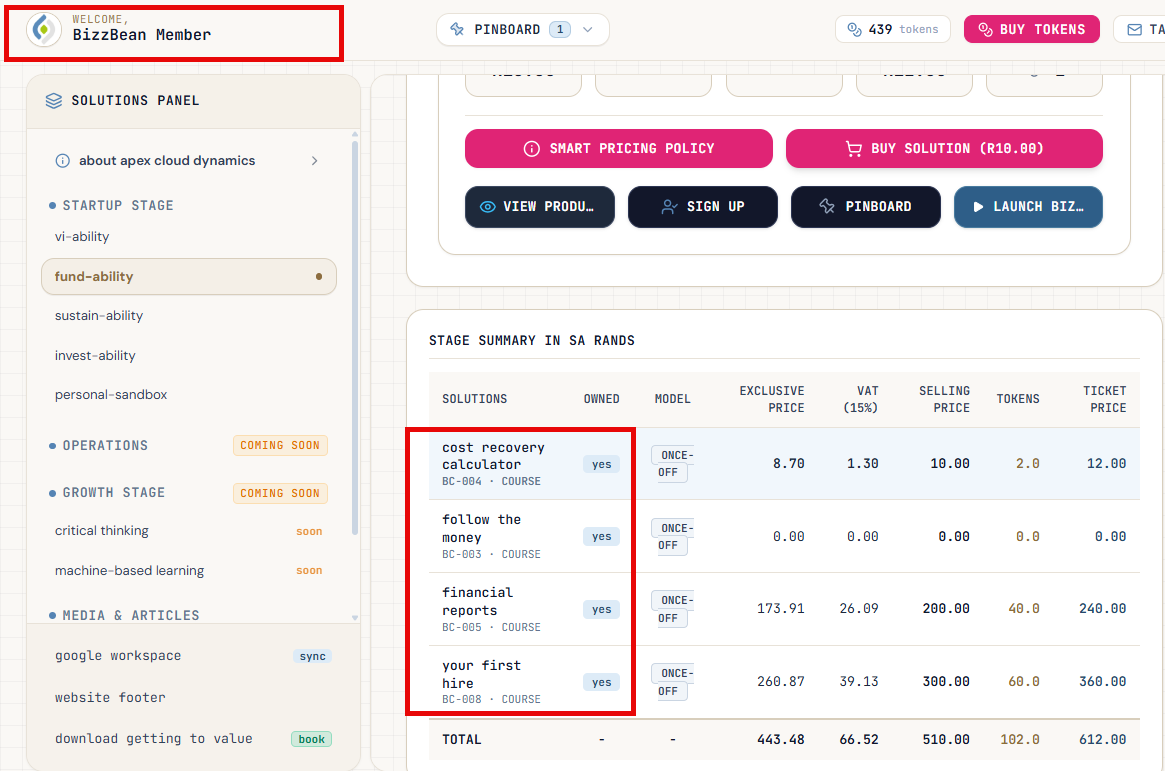 WELCOME,
BizzBean Member
PINBOARD 1
439 tokens
BUY TOKENS
TA
SOLUTIONS PANEL
about apex cloud dynamics
STARTUP STAGE
vi-ability
fund-ability
sustain-ability
invest-ability
personal-sandbox
OPERATIONS COMING SOON
GROWTH STAGE COMING SOON
critical thinking soon
machine-based learning soon
MEDIA & ARTICLES
google workspace sync
website footer
download getting to value book
SMART PRICING POLICY
BUY SOLUTION (R10.00)
VIEW PRODU…
SIGN UP
PINBOARD
LAUNCH BIZ…
STAGE SUMMARY IN SA RANDS
SOLUTIONS OWNED MODEL EXCLUSIVE PRICE VAT (15%) SELLING PRICE TOKENS TICKET PRICE
cost recovery
calculator
BC-004 · COURSE
yes ONCE-OFF 8.70 1.30 10.00 2.0 12.00
follow the
money
BC-003 · COURSE
yes ONCE-OFF 0.00 0.00 0.00 0.0 0.00
financial
reports
BC-005 · COURSE
yes ONCE-OFF 173.91 26.09 200.00 40.0 240.00
your first
hire
BC-008 · COURSE
yes ONCE-OFF 260.87 39.13 300.00 60.0 360.00
TOTAL - - 443.48 66.52 510.00 102.0 612.00